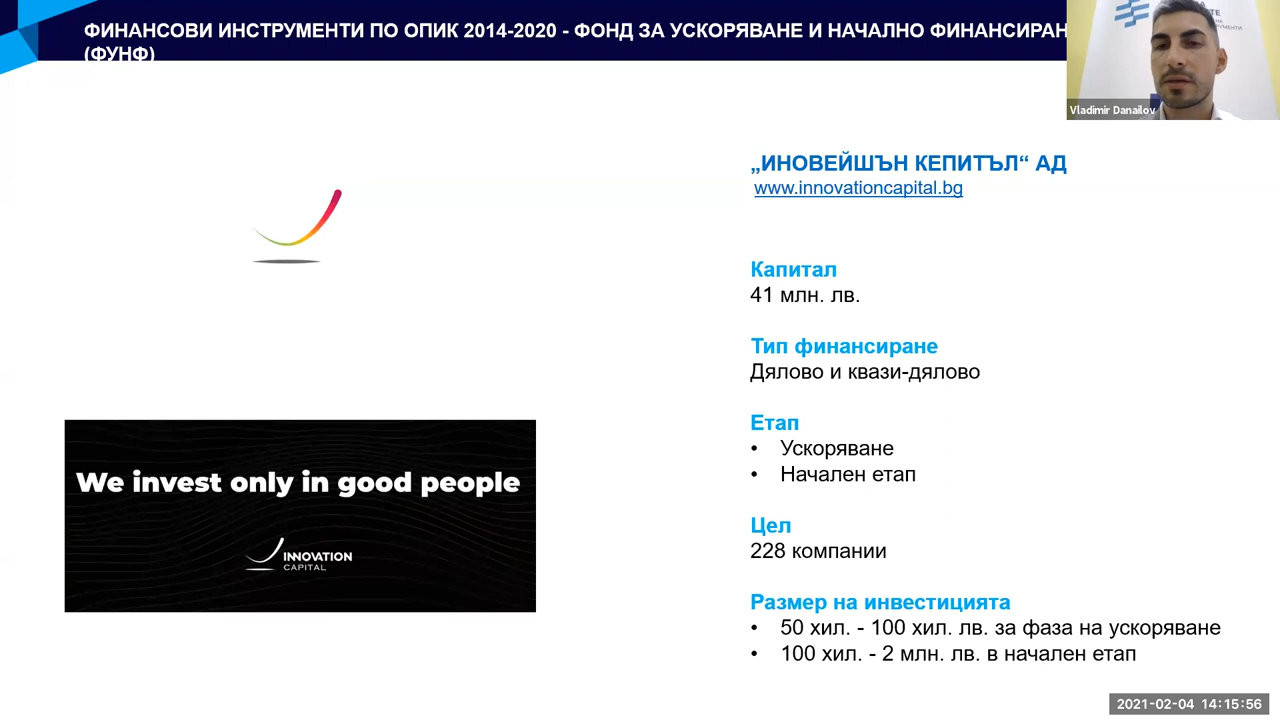 ФИНАНСОВИ ИНСТРУМЕНТИ ПО ОПИК 2014-2020 - ФОНД ЗА УСКОРЯВАНЕ И НАЧАЛНО ФИНАНСИРАН
(ФУНФ)
Vladimir Danailov
„ИНОВЕЙШЪН КЕПИТЪЛ“ АД
www.innovationcapital.bg
Капитал
41 млн. лв.
Тип финансиране
Дялово и квази-дялово
Етап
• Ускоряване
• Начален етап
Цел
228 компании
Размер на инвестицията
• 50 хил. - 100 хил. лв. за фаза на ускоряване
• 100 хил. - 2 млн. лв. в начален етап
We invest only in good people
INNOVATION
CAPITAL
2021-02-04 14:15:56